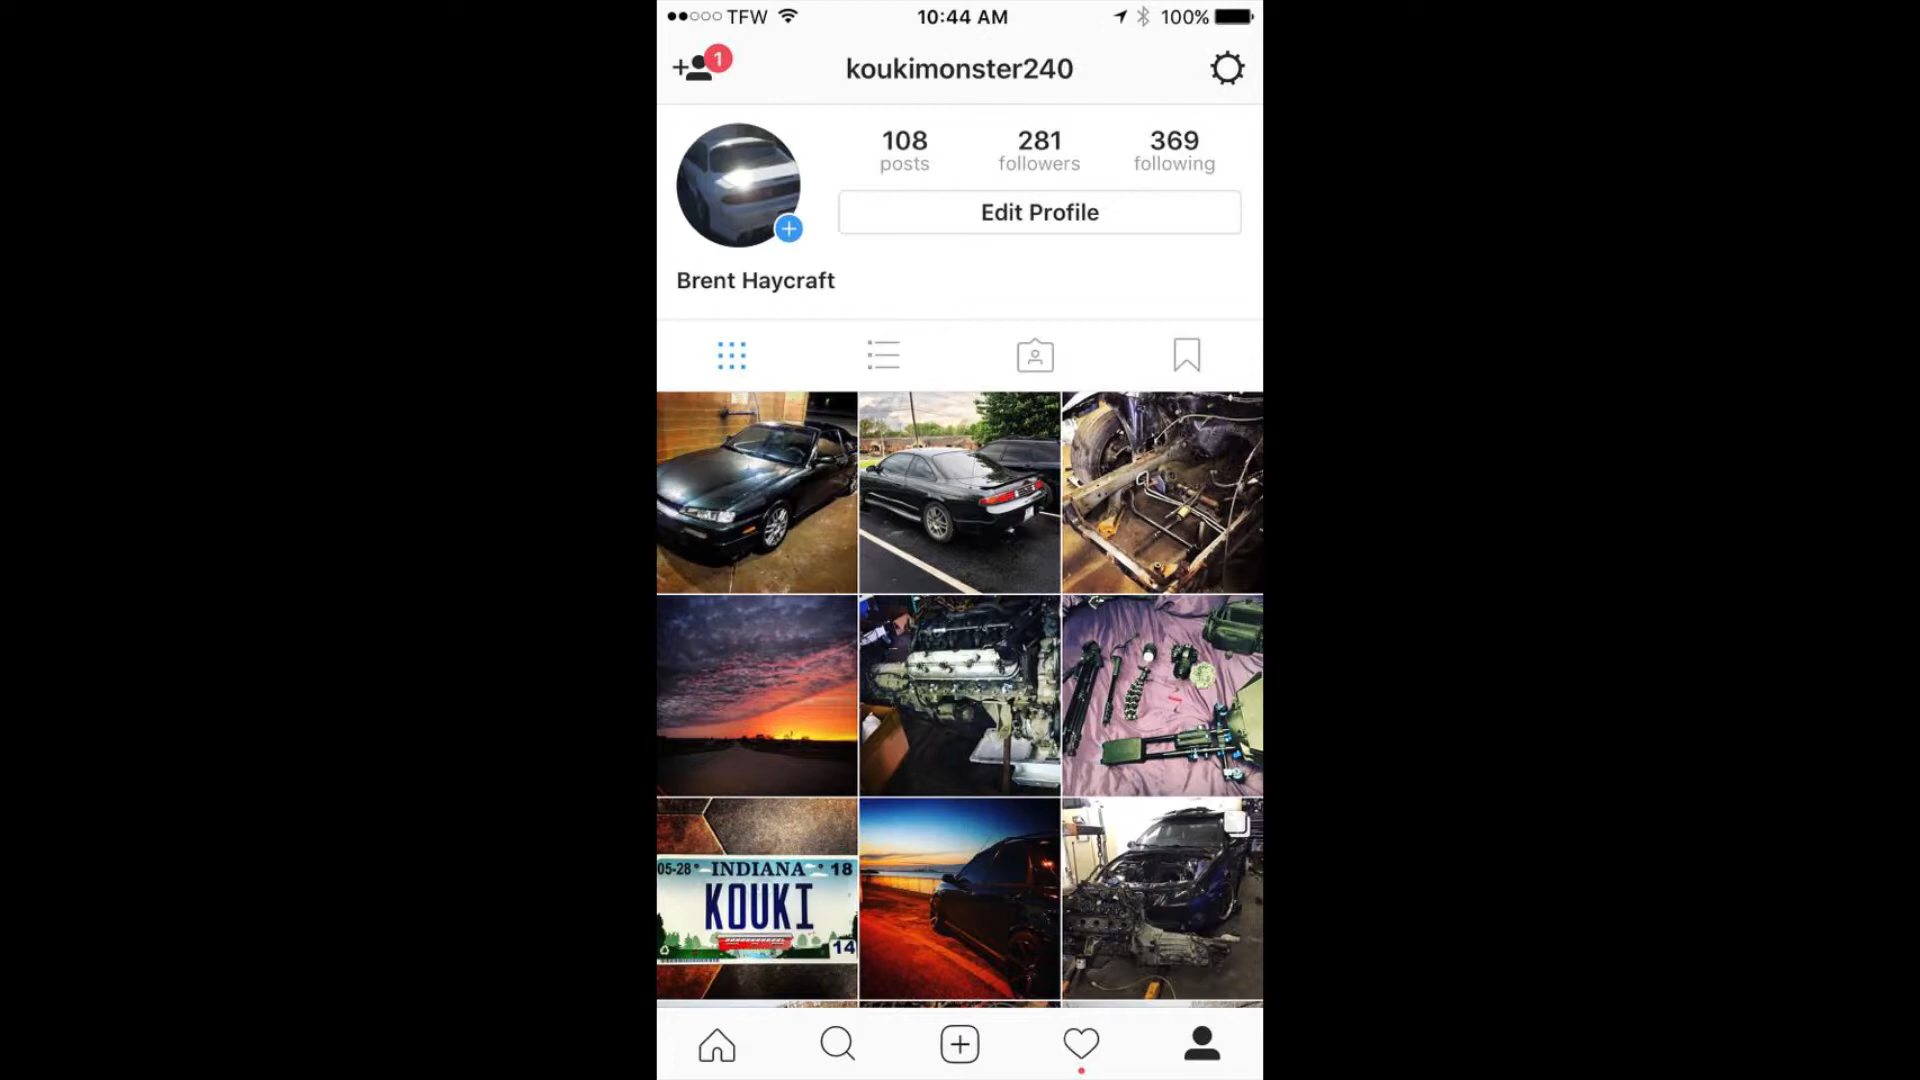 TFW 10:44 AM 100%
1
koukimonster240
108 281 369
posts followers following
Edit Profile
Brent Haycraft
05-28 INDIANA 18
KOUKI
14